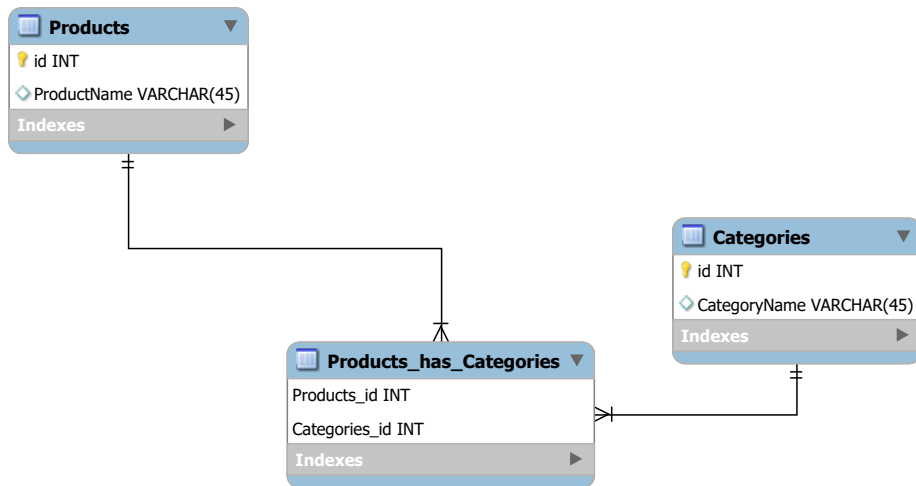 Products
id INT
ProductName VARCHAR(45)
Indexes
Categories
id INT
CategoryName VARCHAR(45)
Indexes
Products_has_Categories
Products_id INT
Categories_id INT
Indexes